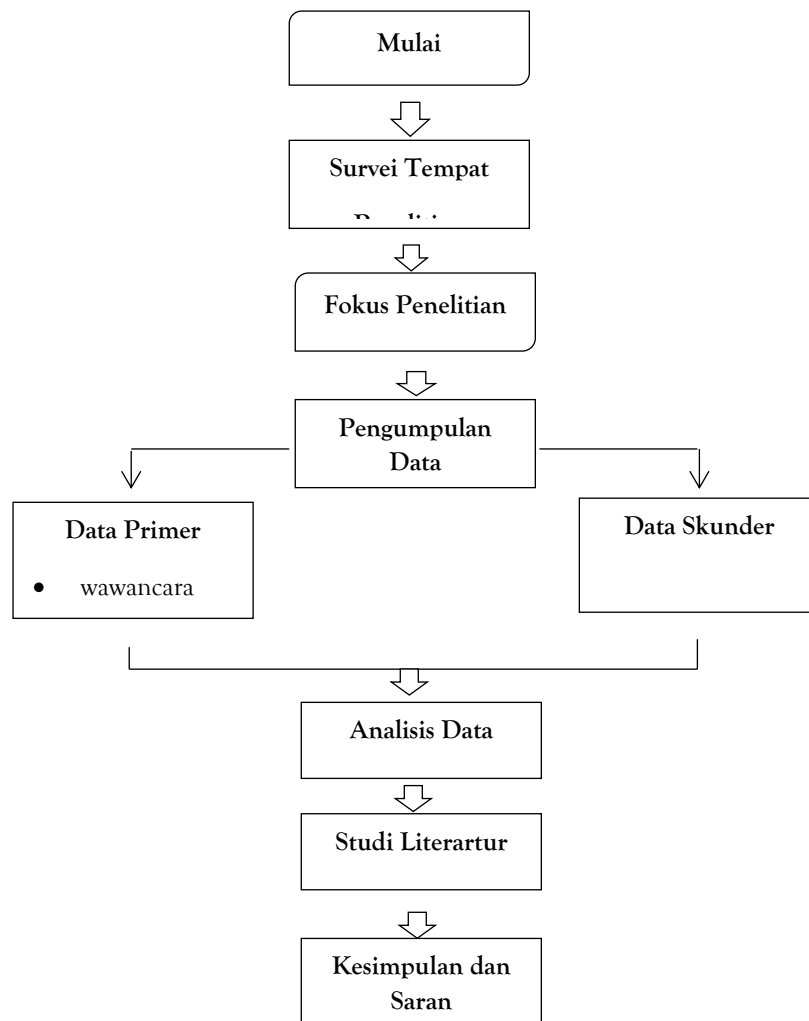 Mulai
Survei Tempat
Fokus Penelitian
Pengumpulan
Data
Data Primer
• wawancara
Data Skunder
Analisis Data
Studi Literartur
Kesimpulan dan
Saran